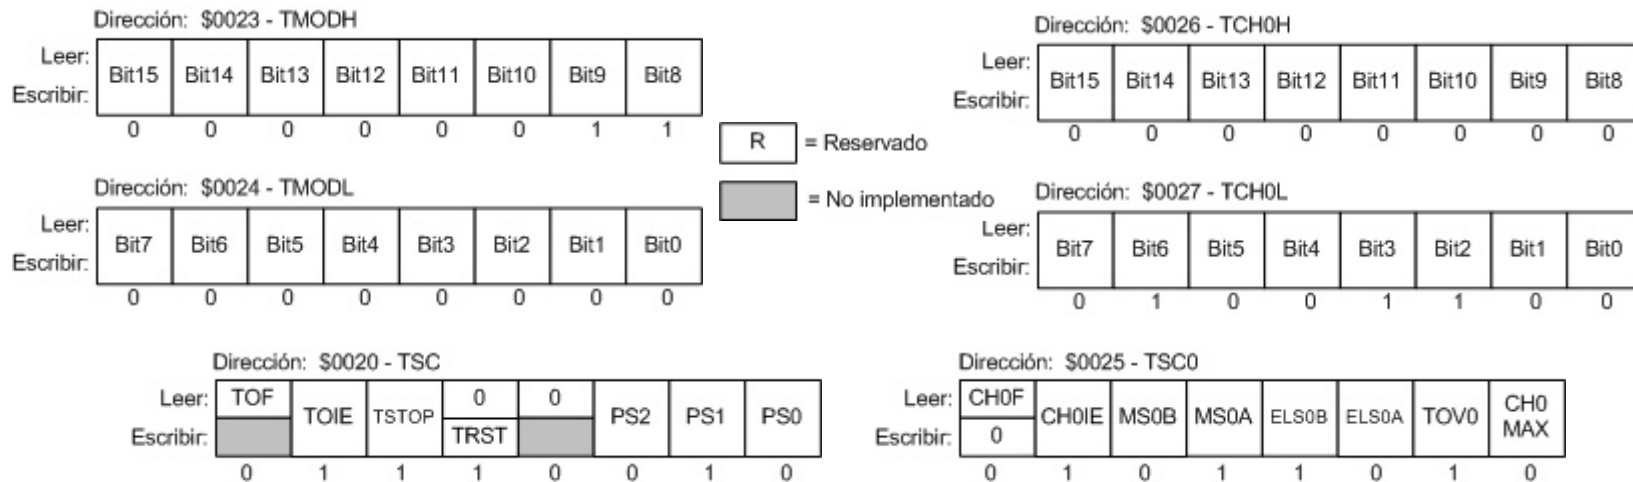 Dirección: $0023 - TMODH
Leer:
Escribir:
Bit15 Bit14 Bit13 Bit12 Bit11 Bit10 Bit9 Bit8
0 0 0 0 0 0 1 1
Dirección: $0026 - TCH0H
Leer:
Escribir:
Bit15 Bit14 Bit13 Bit12 Bit11 Bit10 Bit9 Bit8
0 0 0 0 0 0 0 0
R = Reservado
= No implementado
Dirección: $0024 - TMODL
Leer:
Escribir:
Bit7 Bit6 Bit5 Bit4 Bit3 Bit2 Bit1 Bit0
0 0 0 0 0 0 0 0
Dirección: $0027 - TCH0L
Leer:
Escribir:
Bit7 Bit6 Bit5 Bit4 Bit3 Bit2 Bit1 Bit0
0 1 0 0 1 1 0 0
Dirección: $0020 - TSC
Leer: TOF 0 0
TOIE TSTOP PS2 PS1 PS0
Escribir: TRST
0 1 1 1 0 0 1 0
Dirección: $0025 - TSC0
Leer: CH0F
CH0IE MS0B MS0A ELS0B ELS0A TOV0 CH0
MAX
Escribir: 0
0 1 0 1 1 0 1 0